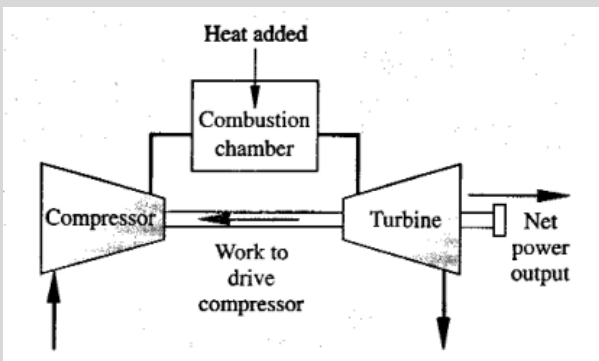 Heat added
Combustion
chamber
Compressor
Turbine
Net
power
output
Work to
drive
compressor